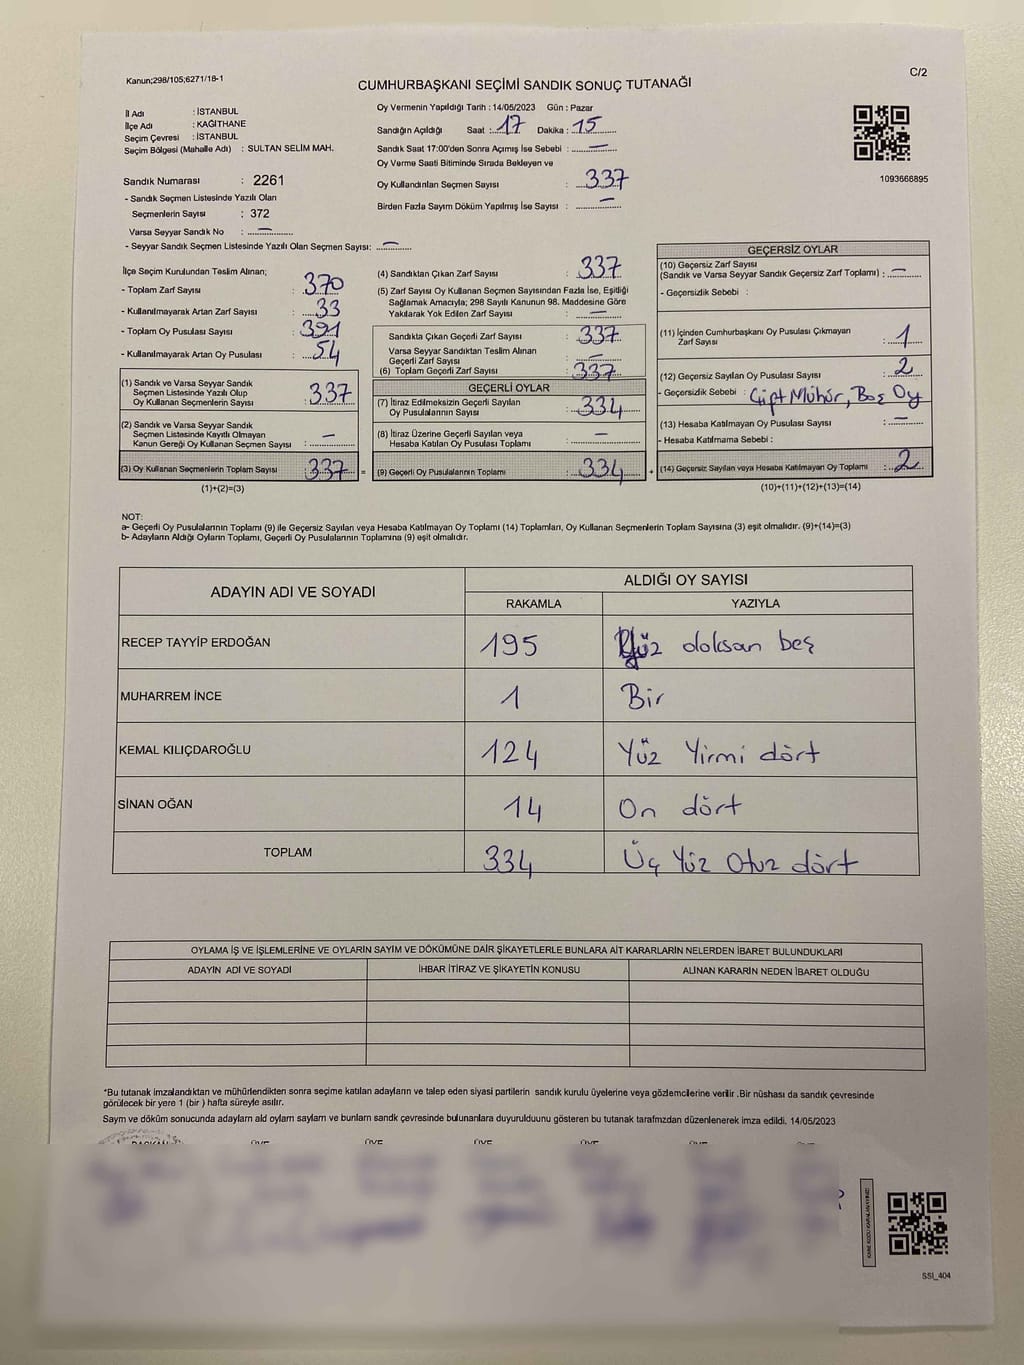 Kanun;298/105;6271/18-1
C/2
CUMHURBAŞKANI SEÇİMİ SANDIK SONUÇ TUTANAĞI
İl Adı : İSTANBUL
İlçe Adı : KAĞITHANE
Seçim Çevresi : İSTANBUL
Seçim Bölgesi (Mahalle Adı) : SULTAN SELİM MAH.
Sandık Numarası : 2261
- Sandık Seçmen Listesinde Yazılı Olan
Seçmenlerin Sayısı : 372
Varsa Seyyar Sandık No : —
- Seyyar Sandık Seçmen Listesinde Yazılı Olan Seçmen Sayısı: —
Oy Vermenin Yapıldığı Tarih : 14/05/2023 Gün : Pazar
Sandığın Açıldığı Saat : 17 Dakika : 15
Sandık Saat 17:00'den Sonra Açımış İse Sebebi : —
Oy Verme Saati Bitiminde Sırada Bekleyen ve
Oy Kullandırılan Seçmen Sayısı : 337
Birden Fazla Sayım Döküm Yapılmış İse Sayısı : —
1093666895
İlçe Seçim Kurulundan Teslim Alınan;
- Toplam Zarf Sayısı : 370
- Kullanılmayarak Artan Zarf Sayısı : 33
- Toplam Oy Pusulası Sayısı : 391
- Kullanılmayarak Artan Oy Pusulası : 54
(1) Sandık ve Varsa Seyyar Sandık
Seçmen Listesinde Yazılı Olup
Oy Kullanan Seçmenlerin Sayısı : 337
(2) Sandık ve Varsa Seyyar Sandık
Seçmen Listesinde Kayıtlı Olmayan
Kanun Gereği Oy Kullanan Seçmen Sayısı : —
(3) Oy Kullanan Seçmenlerin Toplam Sayısı : 337 =
(1)+(2)=(3)
(4) Sandıktan Çıkan Zarf Sayısı : 337
(5) Zarf Sayısı Oy Kullanan Seçmen Sayısından Fazla İse, Eşitliği
Sağlamak Amacıyla; 298 Sayılı Kanunun 98. Maddesine Göre
Yakılarak Yok Edilen Zarf Sayısı : —
Sandıkta Çıkan Geçerli Zarf Sayısı : 337
Varsa Seyyar Sandıktan Teslim Alınan
Geçerli Zarf Sayısı : —
(6) Toplam Geçerli Zarf Sayısı : 337
GEÇERLİ OYLAR
(7) İtiraz Edilmeksizin Geçerli Sayılan
Oy Pusulalarının Sayısı : 334
(8) İtiraz Üzerine Geçerli Sayılan veya
Hesaba Katılan Oy Pusulası Toplamı : —
(9) Geçerli Oy Pusulalarının Toplamı : 334 +
GEÇERSİZ OYLAR
(10) Geçersiz Zarf Sayısı
(Sandık ve Varsa Seyyar Sandık Geçersiz Zarf Toplamı) : —
- Geçersizlik Sebebi :
(11) İçinden Cumhurbaşkanı Oy Pusulası Çıkmayan
Zarf Sayısı : 1
(12) Geçersiz Sayılan Oy Pusulası Sayısı : 2
- Geçersizlik Sebebi : Çift Mühür, Boş Oy
(13) Hesaba Katılmayan Oy Pusulası Sayısı : —
- Hesaba Katılmama Sebebi :
(14) Geçersiz Sayılan veya Hesaba Katılmayan Oy Toplamı : 2
(10)+(11)+(12)+(13)=(14)
NOT:
a- Geçerli Oy Pusulalarının Toplamı (9) ile Geçersiz Sayılan veya Hesaba Katılmayan Oy Toplamı (14) Toplamları, Oy Kullanan Seçmenlerin Toplam Sayısına (3) eşit olmalıdır. (9)+(14)=(3)
b- Adayların Aldığı Oyların Toplamı, Geçerli Oy Pusulalarının Toplamına (9) eşit olmalıdır.
ADAYIN ADI VE SOYADI
ALDIĞI OY SAYISI
RAKAMLA YAZIYLA
RECEP TAYYİP ERDOĞAN 195 Yüz doksan beş
MUHARREM İNCE 1 Bir
KEMAL KILIÇDAROĞLU 124 Yüz Yirmi dört
SİNAN OĞAN 14 On dört
TOPLAM 334 Üç Yüz Otuz dört
OYLAMA İŞ VE İŞLEMLERİNE VE OYLARIN SAYIM VE DÖKÜMÜNE DAİR ŞİKAYETLERLE BUNLARA AİT KARARLARIN NELERDEN İBARET BULUNDUKLARI
ADAYIN ADI VE SOYADI İHBAR İTİRAZ VE ŞİKAYETİN KONUSU ALINAN KARARIN NEDEN İBARET OLDUĞU
*Bu tutanak imzalandıktan ve mühürlendikten sonra seçime katılan adayların ve talep eden siyasi partilerin sandık kurulu üyelerine veya gözlemcilerine verilir .Bir nüshası da sandık çevresinde
görülecek bir yere 1 (bir ) hafta süreyle asılır.
Sayım ve döküm sonucunda adayların ald oyların sayları ve bunların sandk çevresinde bulunanlara duyurulduunu gösteren bu tutanak tarafmzdan düzenlenerek imza edildi. 14/05/2023
BAŞKAN ÜYE ÜYE ÜYE ÜYE ÜYE ÜYE
SSI_404